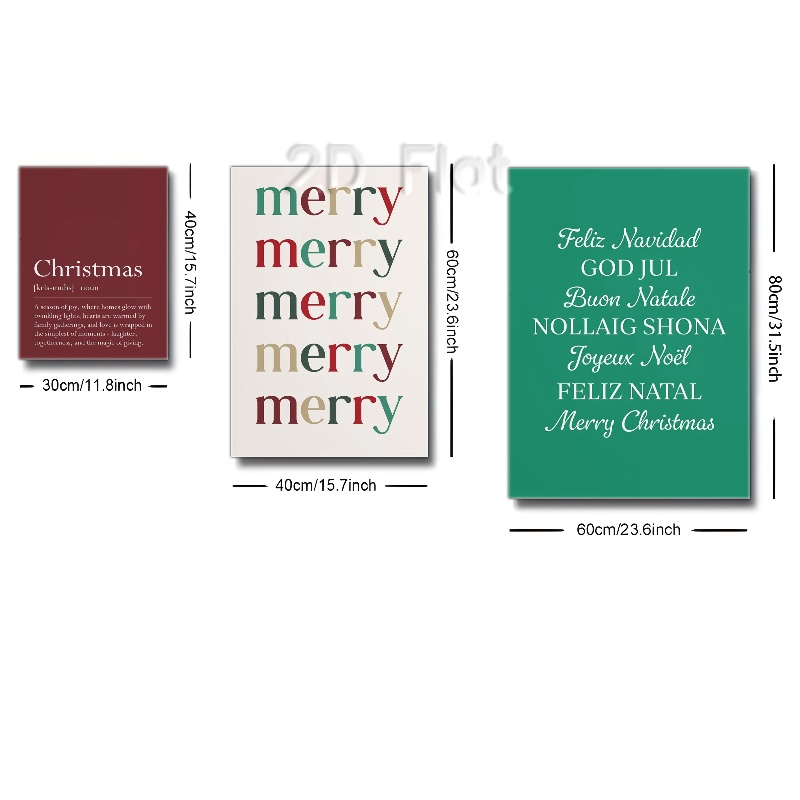 2D Flat
Christmas
[kris-muhs] noun
A season of joy, where homes glow with
twinkling lights, hearts are warmed by
family gatherings, and love is wrapped in
the simplest of moments - laughter,
togetherness, and the magic of giving.
40cm/15.7inch
30cm/11.8inch
merry
merry
merry
merry
merry
60cm/23.6inch
40cm/15.7inch
Feliz Navidad
GOD JUL
Buon Natale
NOLLAIG SHONA
Joyeux Noël
FELIZ NATAL
Merry Christmas
80cm/31.5inch
60cm/23.6inch